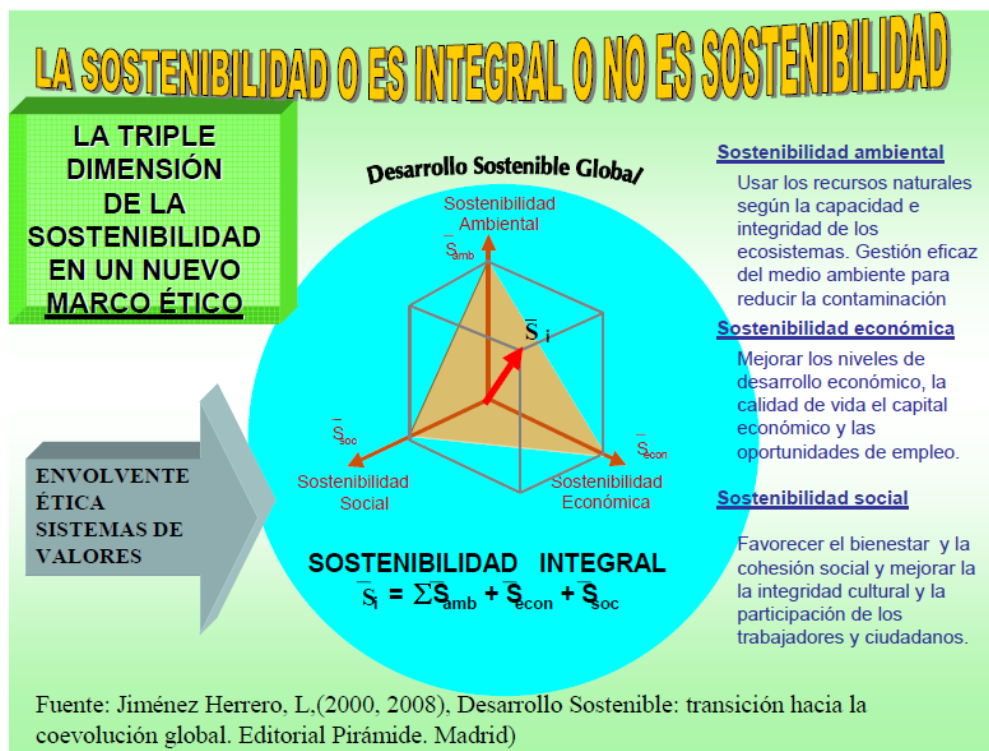 LA SOSTENIBILIDAD O ES INTEGRAL O NO ES SOSTENIBILIDAD
LA TRIPLE
DIMENSIÓN
DE LA
SOSTENIBILIDAD
EN UN NUEVO
MARCO ÉTICO
ENVOLVENTE
ÉTICA
SISTEMAS DE
VALORES
Desarrollo Sostenible Global
Sostenibilidad
Ambiental
S̅amb
S̅ i
S̅soc
S̅econ
Sostenibilidad
Social
Sostenibilidad
Económica
SOSTENIBILIDAD INTEGRAL
S̅i = ΣS̅amb + S̅econ + S̅soc
Sostenibilidad ambiental
Usar los recursos naturales
según la capacidad e
integridad de los
ecosistemas. Gestión eficaz
del medio ambiente para
reducir la contaminación
Sostenibilidad económica
Mejorar los niveles de
desarrollo económico, la
calidad de vida el capital
económico y las
oportunidades de empleo.
Sostenibilidad social
Favorecer el bienestar y la
cohesión social y mejorar la
la integridad cultural y la
participación de los
trabajadores y ciudadanos.
Fuente: Jiménez Herrero, L,(2000, 2008), Desarrollo Sostenible: transición hacia la
coevolución global. Editorial Pirámide. Madrid)